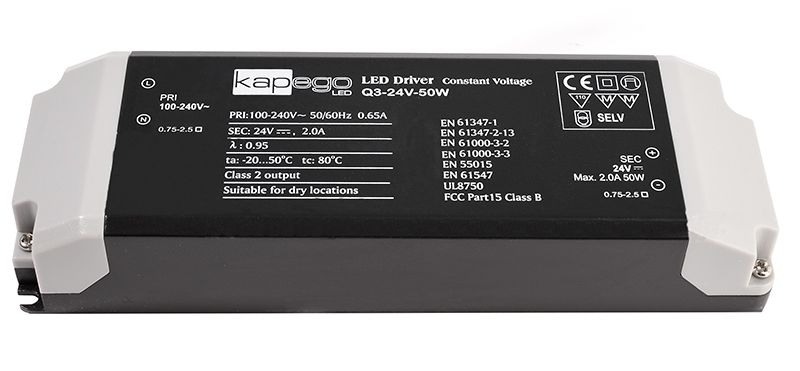 L
PRI
100-240V~
N
0.75-2.5
kapego
LED
LED Driver Constant Voltage
Q3-24V-50W
PRI:100-240V~ 50/60Hz 0.65A
SEC: 24V⎓, 2.0A
λ : 0.95
ta: -20...50°C tc: 80°C
Class 2 output
Suitable for dry locations
EN 61347-1
EN 61347-2-13
EN 61000-3-2
EN 61000-3-3
EN 55015
EN 61547
UL8750
FCC Part15 Class B
CE F
110 M M
SELV
+
SEC
24V⎓
Max. 2.0A 50W
-
0.75-2.5